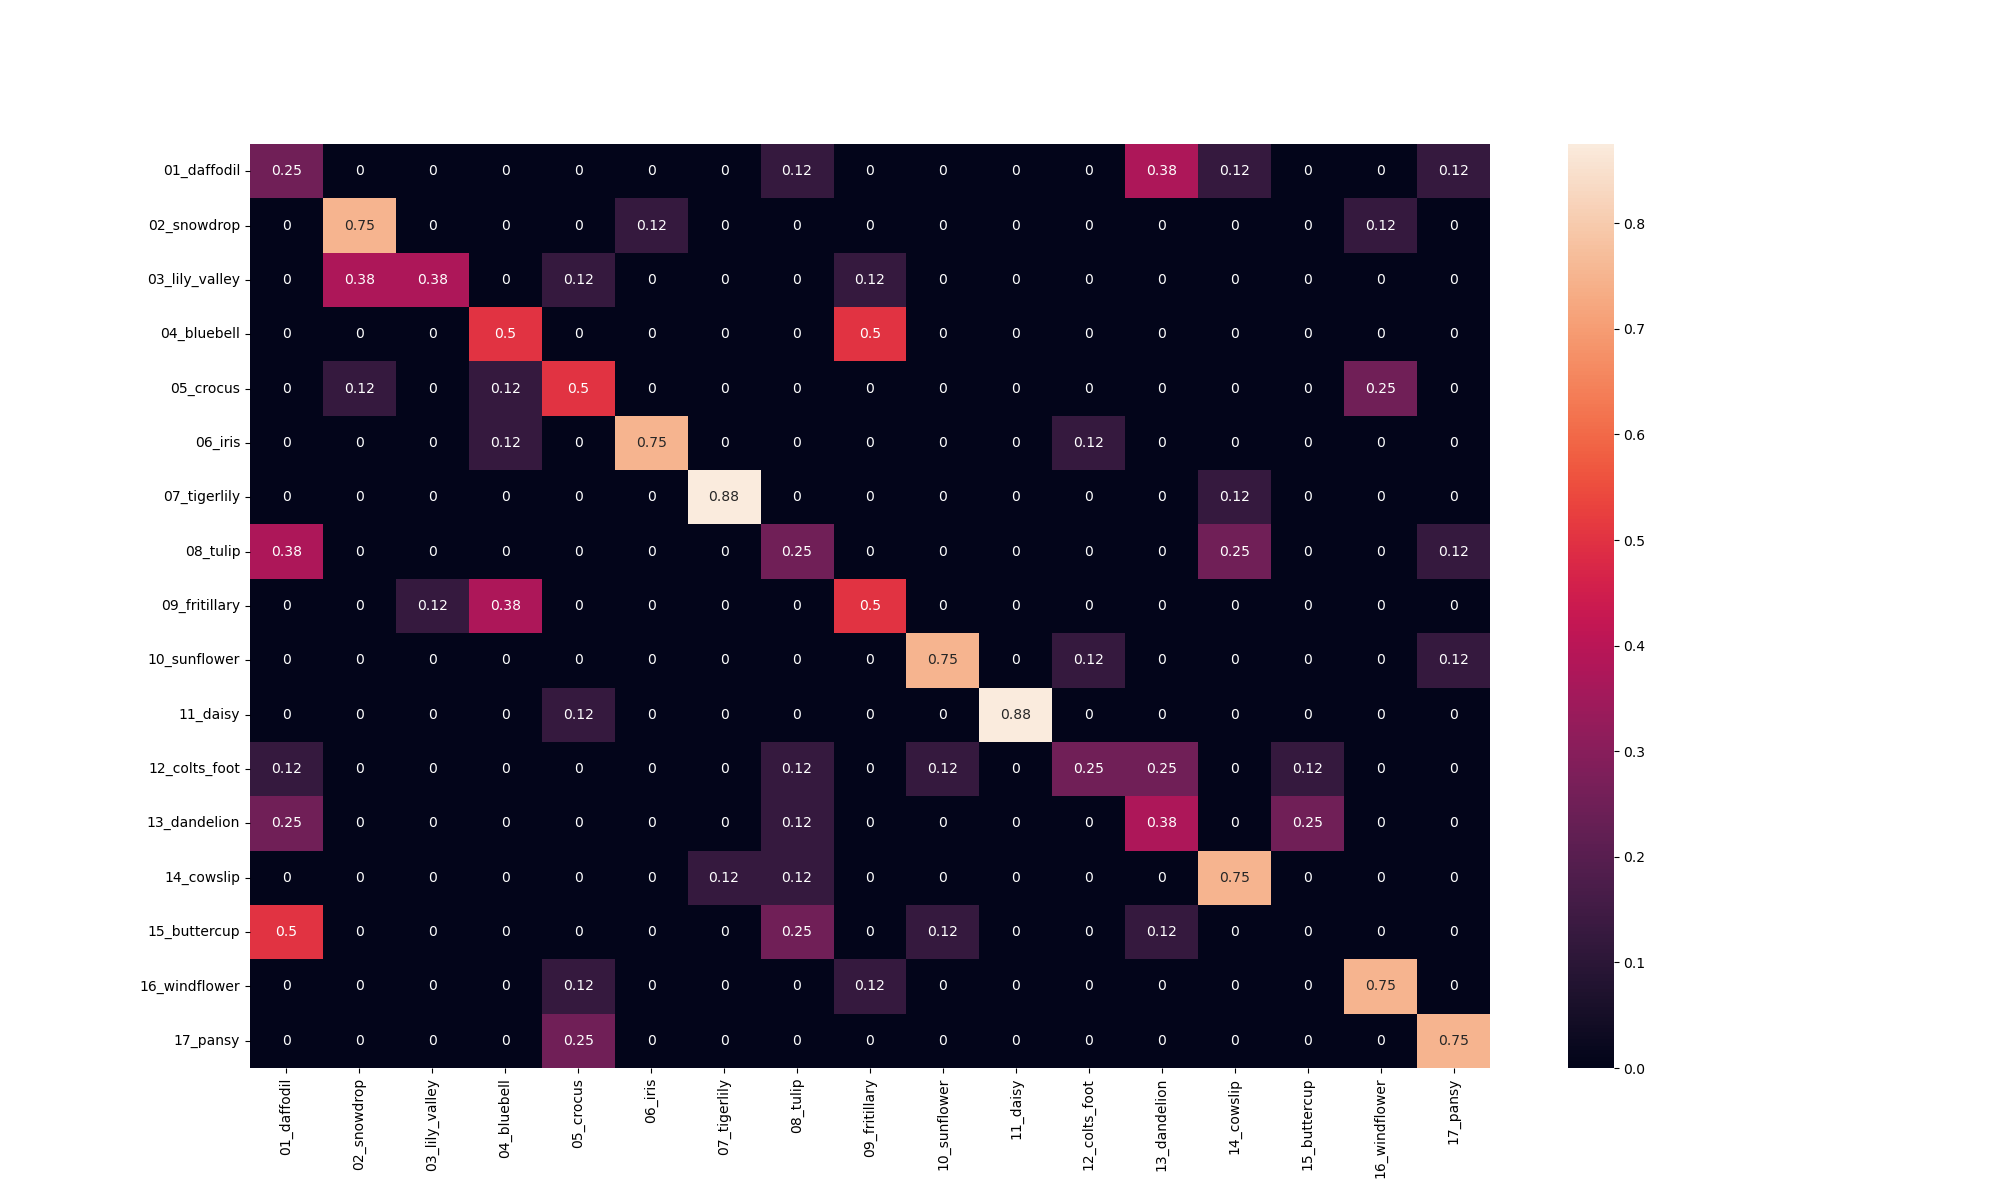 01_daffodil 0.25 0 0 0 0 0 0 0.12 0 0 0 0 0.38 0.12 0 0 0.12
02_snowdrop 0 0.75 0 0 0 0.12 0 0 0 0 0 0 0 0 0 0.12 0
0.8
03_lily_valley 0 0.38 0.38 0 0.12 0 0 0 0.12 0 0 0 0 0 0 0 0
04_bluebell 0 0 0 0.5 0 0 0 0 0.5 0 0 0 0 0 0 0 0
0.7
05_crocus 0 0.12 0 0.12 0.5 0 0 0 0 0 0 0 0 0 0 0.25 0
0.6
06_iris 0 0 0 0.12 0 0.75 0 0 0 0 0 0.12 0 0 0 0 0
07_tigerlily 0 0 0 0 0 0 0.88 0 0 0 0 0 0 0.12 0 0 0
0.5
08_tulip 0.38 0 0 0 0 0 0 0.25 0 0 0 0 0 0.25 0 0 0.12
09_fritillary 0 0 0.12 0.38 0 0 0 0 0.5 0 0 0 0 0 0 0 0
0.4
10_sunflower 0 0 0 0 0 0 0 0 0 0.75 0 0.12 0 0 0 0 0.12
11_daisy 0 0 0 0 0.12 0 0 0 0 0 0.88 0 0 0 0 0 0
0.3
12_colts_foot 0.12 0 0 0 0 0 0 0.12 0 0.12 0 0.25 0.25 0 0.12 0 0
13_dandelion 0.25 0 0 0 0 0 0 0.12 0 0 0 0 0.38 0 0.25 0 0
0.2
14_cowslip 0 0 0 0 0 0 0.12 0.12 0 0 0 0 0 0.75 0 0 0
15_buttercup 0.5 0 0 0 0 0 0 0.25 0 0.12 0 0 0.12 0 0 0 0
0.1
16_windflower 0 0 0 0 0.12 0 0 0 0.12 0 0 0 0 0 0 0.75 0
17_pansy 0 0 0 0 0.25 0 0 0 0 0 0 0 0 0 0 0 0.75
0.0
01_daffodil
02_snowdrop
03_lily_valley
04_bluebell
05_crocus
06_iris
07_tigerlily
08_tulip
09_fritillary
10_sunflower
11_daisy
12_colts_foot
13_dandelion
14_cowslip
15_buttercup
16_windflower
17_pansy